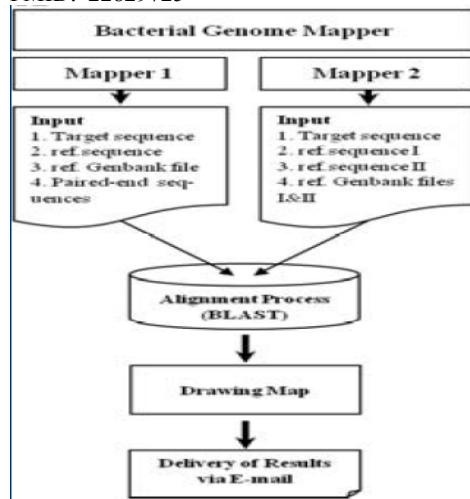 PMID:
Bacterial Genome Mapper
Mapper 1
Mapper 2
Input
1. Target sequence
2. ref.sequence
3. ref. Genbank file
4. Paired-end seq-
uences
Input
1. Target sequence
2. ref.sequence I
3. ref.sequence II
4. ref. Genbank files
I&II
Alignment Process
(BLAST)
Drawing Map
Delivery of Results
via E-mail